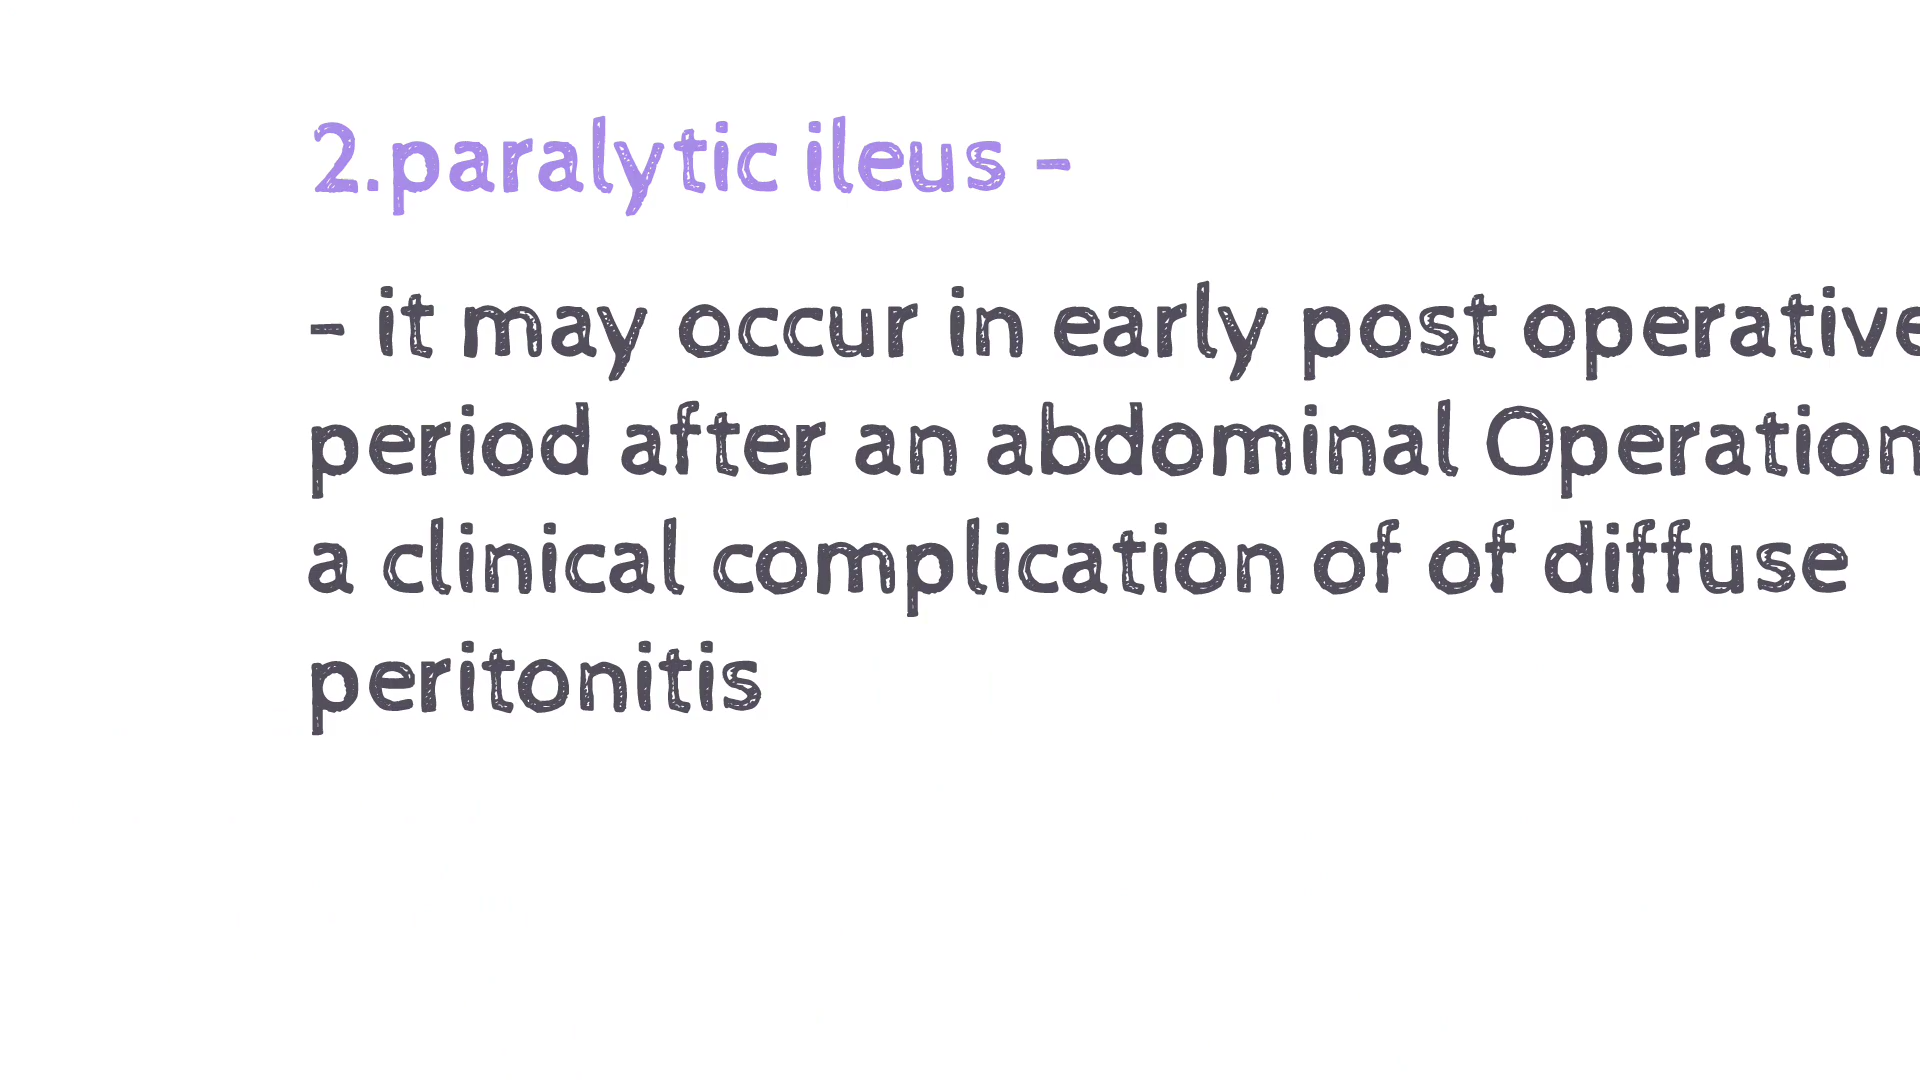 2.paralytic ileus -
- it may occur in early post operative
period after an abdominal Operation
a clinical complication of of diffuse
peritonitis